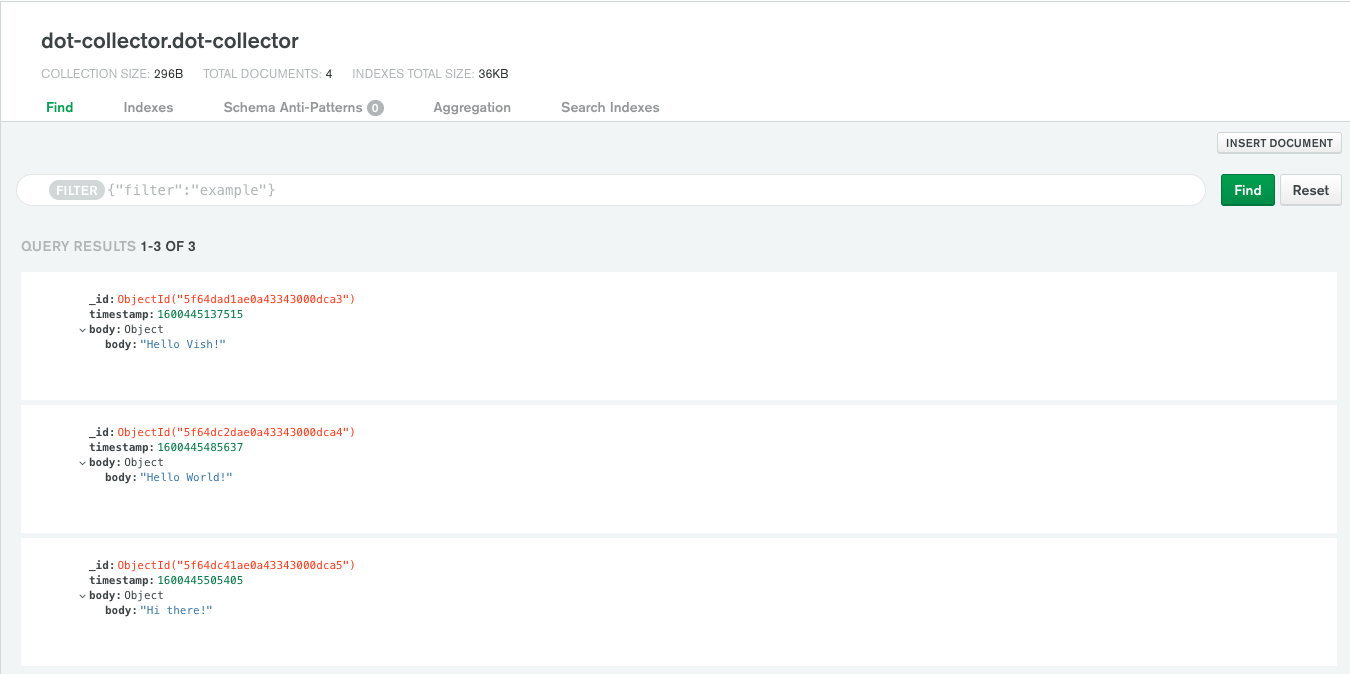 dot-collector.dot-collector
COLLECTION SIZE: 296B TOTAL DOCUMENTS: 4 INDEXES TOTAL SIZE: 36KB
Find Indexes Schema Anti-Patterns 0 Aggregation Search Indexes
INSERT DOCUMENT
FILTER {"filter":"example"} Find Reset
QUERY RESULTS 1-3 OF 3
_id: ObjectId("5f64dad1ae0a43343000dca3")
timestamp: 1600445137515
body: Object
body: "Hello Vish!"
_id: ObjectId("5f64dc2dae0a43343000dca4")
timestamp: 1600445485637
body: Object
body: "Hello World!"
_id: ObjectId("5f64dc41ae0a43343000dca5")
timestamp: 1600445505405
body: Object
body: "Hi there!"